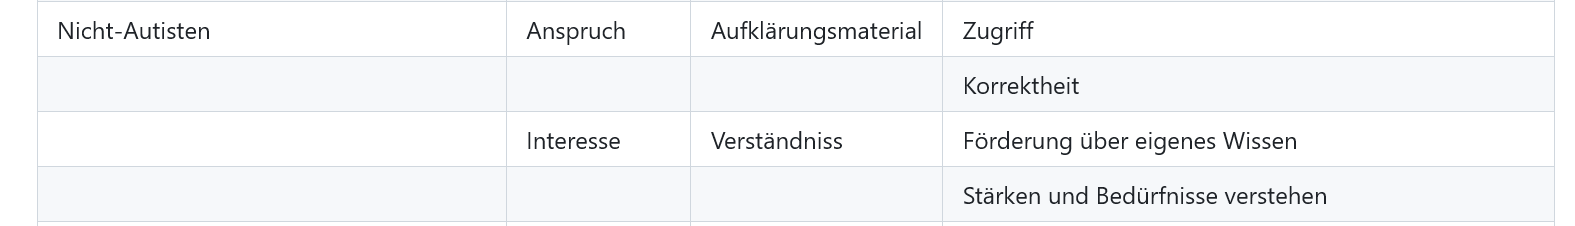 Nicht-Autisten Anspruch Aufklärungsmaterial Zugriff
Korrektheit
Interesse Verständniss Förderung über eigenes Wissen
Stärken und Bedürfnisse verstehen